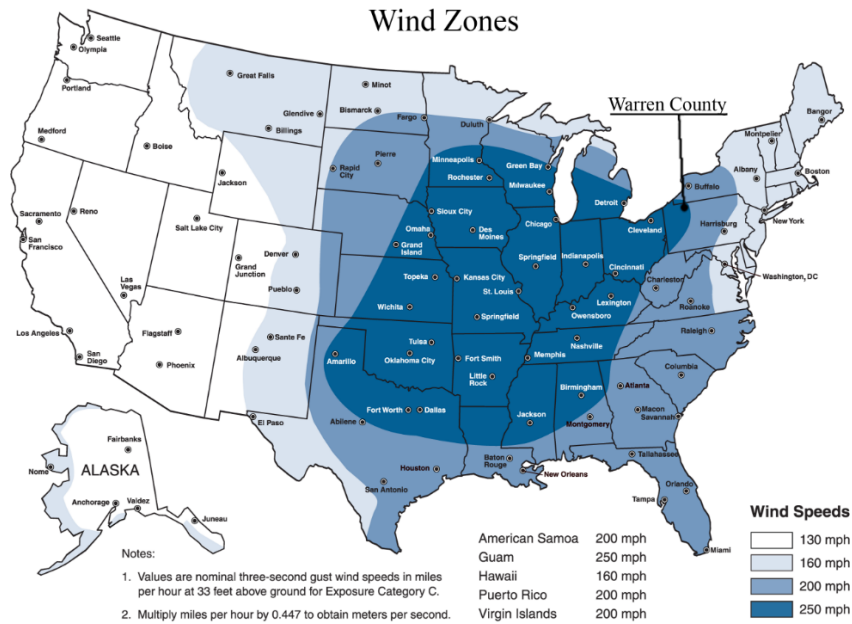 Wind Zones
Warren County
Seattle
Olympia
Portland
Medford
Boise
Great Falls
Glendive
Billings
Minot
Bismarck
Fargo
Duluth
Jackson
Rapid City
Pierre
Minneapolis
Rochester
Green Bay
Milwaukee
Detroit
Buffalo
Albany
Montpelier
Bangor
Boston
New York
Harrisburg
Washington, DC
Sacramento
San Francisco
Reno
Salt Lake City
Las Vegas
Los Angeles
San Diego
Denver
Grand Junction
Pueblo
Sioux City
Omaha
Grand Island
Des Moines
Chicago
Cleveland
Topeka
Kansas City
Springfield
Indianapolis
Cincinnati
Charleston
Wichita
St. Louis
Springfield
Lexington
Owensboro
Roanoke
Raleigh
Flagstaff
Phoenix
Sante Fe
Albuquerque
Amarillo
Tulsa
Oklahoma City
Fort Smith
Little Rock
Memphis
Nashville
Columbia
Birmingham
Atlanta
Macon
Savannah
Montgomery
El Paso
Abilene
Fort Worth
Dallas
Jackson
Houston
San Antonio
Baton Rouge
New Orleans
Tallahassee
Orlando
Tampa
Miami
Fairbanks
Nome
ALASKA
Anchorage
Valdez
Juneau
Notes:
1. Values are nominal three-second gust wind speeds in miles
per hour at 33 feet above ground for Exposure Category C.
2. Multiply miles per hour by 0.447 to obtain meters per second.
American Samoa 200 mph
Guam 250 mph
Hawaii 160 mph
Puerto Rico 200 mph
Virgin Islands 200 mph
Wind Speeds
130 mph
160 mph
200 mph
250 mph